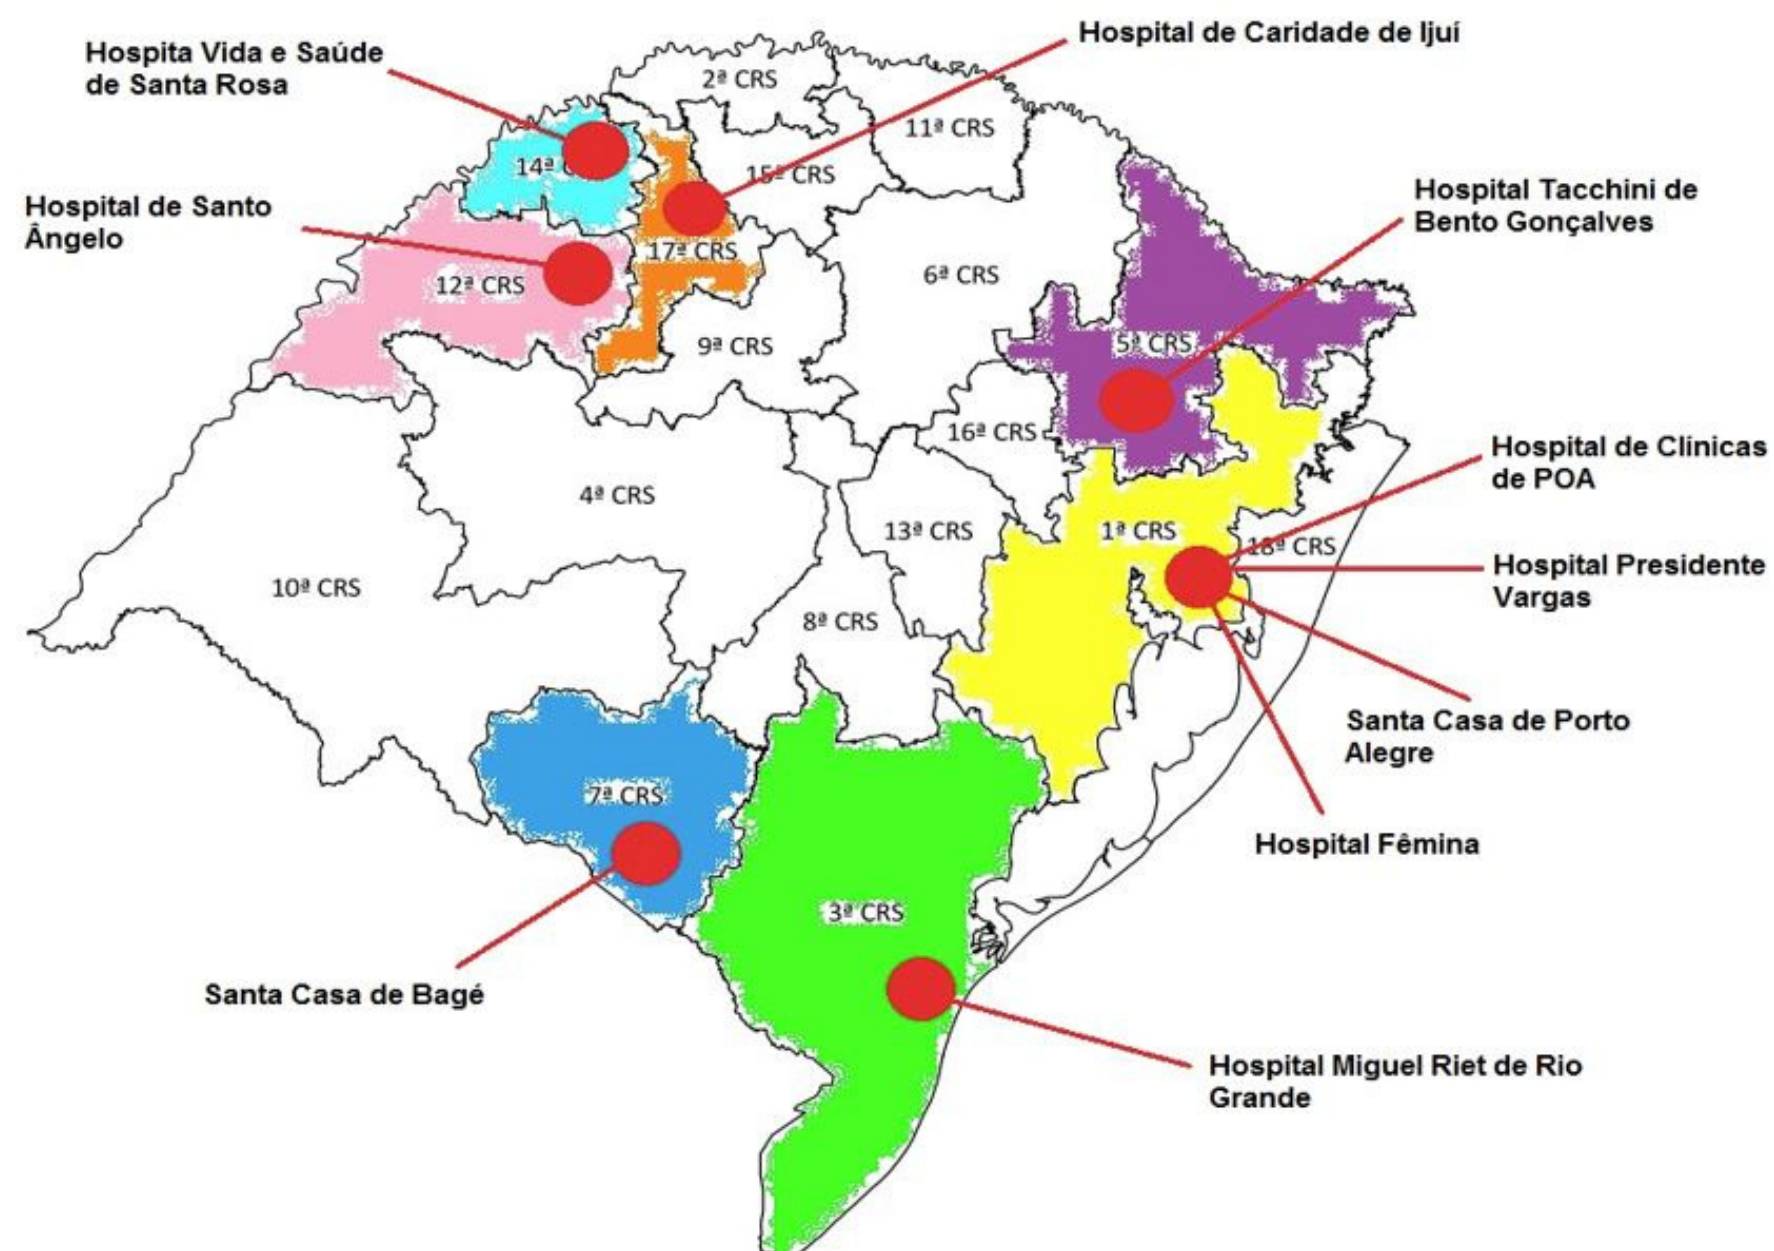 Hospital de Caridade de Ijuí
Hospita Vida e Saúde
de Santa Rosa
2ª CRS
11ª CRS
14ª
15ª CRS
Hospital Tacchini de
Bento Gonçalves
Hospital de Santo
Ângelo
17ª CRS
6ª CRS
12ª CRS
9ª CRS
5ª CRS
16ª CRS
Hospital de Clínicas
de POA
4ª CRS
13ª CRS
1ª CRS
18ª CRS
Hospital Presidente
Vargas
10ª CRS
8ª CRS
Santa Casa de Porto
Alegre
7ª CRS
Hospital Fêmina
3ª CRS
Santa Casa de Bagé
Hospital Miguel Riet de Rio
Grande